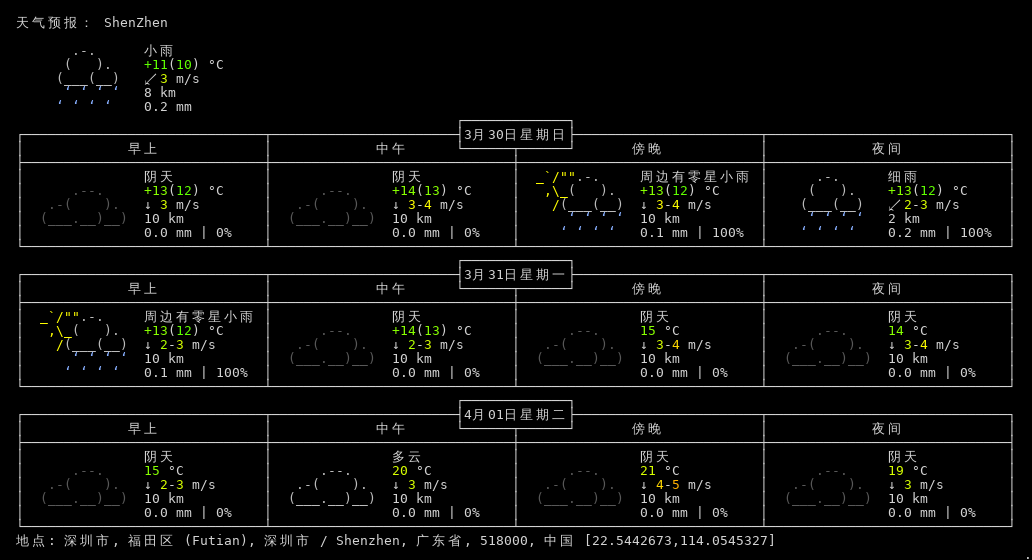 天气预报： ShenZhen
小雨
+11(10) °C
↙ 3 m/s
8 km
0.2 mm
3月30日星期日
早上 中午 傍晚 夜间
阴天 阴天 周边有零星小雨 细雨
+13(12) °C +14(13) °C +13(12) °C +13(12) °C
↓ 3 m/s ↓ 3-4 m/s ↓ 3-4 m/s ↙ 2-3 m/s
10 km 10 km 10 km 2 km
0.0 mm | 0% 0.0 mm | 0% 0.1 mm | 100% 0.2 mm | 100%
3月31日星期一
早上 中午 傍晚 夜间
周边有零星小雨 阴天 阴天 阴天
+13(12) °C +14(13) °C 15 °C 14 °C
↓ 2-3 m/s ↓ 2-3 m/s ↓ 3-4 m/s ↓ 3-4 m/s
10 km 10 km 10 km 10 km
0.1 mm | 100% 0.0 mm | 0% 0.0 mm | 0% 0.0 mm | 0%
4月01日星期二
早上 中午 傍晚 夜间
阴天 多云 阴天 阴天
15 °C 20 °C 21 °C 19 °C
↓ 2-3 m/s ↓ 3 m/s ↓ 4-5 m/s ↓ 3 m/s
10 km 10 km 10 km 10 km
0.0 mm | 0% 0.0 mm | 0% 0.0 mm | 0% 0.0 mm | 0%
地点: 深圳市, 福田区 (Futian), 深圳市 / Shenzhen, 广东省, 518000, 中国 [22.5442673,114.0545327]